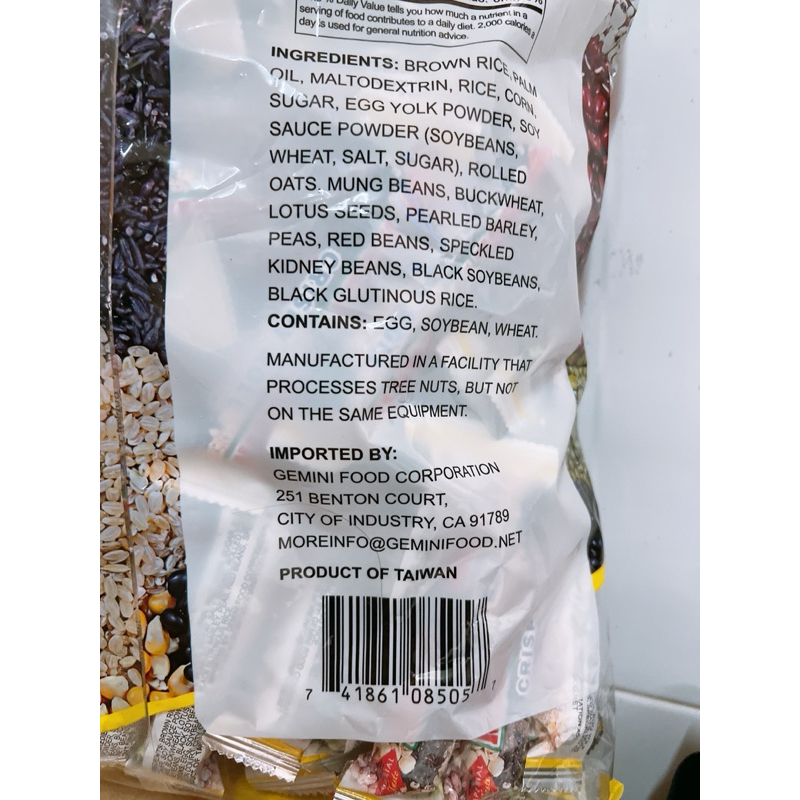 % Daily Value tells you how much a nutrient in a
serving of food contributes to a daily diet. 2,000 calories a
day is used for general nutrition advice.
INGREDIENTS: BROWN RICE, PALM
OIL, MALTODEXTRIN, RICE, CORN,
SUGAR, EGG YOLK POWDER, SOY
SAUCE POWDER (SOYBEANS,
WHEAT, SALT, SUGAR), ROLLED
OATS. MUNG BEANS, BUCKWHEAT,
LOTUS SEEDS, PEARLED BARLEY,
PEAS, RED BEANS, SPECKLED
KIDNEY BEANS, BLACK SOYBEANS,
BLACK GLUTINOUS RICE.
CONTAINS: EGG, SOYBEAN, WHEAT.
MANUFACTURED IN A FACILITY THAT
PROCESSES TREE NUTS, BUT NOT
ON THE SAME EQUIPMENT.
IMPORTED BY:
GEMINI FOOD CORPORATION
251 BENTON COURT,
CITY OF INDUSTRY, CA 91789
MOREINFO@GEMINIFOOD.NET
PRODUCT OF TAIWAN
7 41861 08505 7